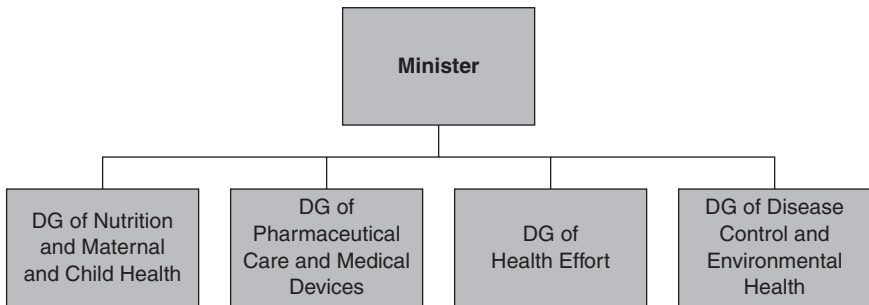 Minister
DG of Nutrition
and Maternal
and Child Health
DG of
Pharmaceutical
Care and Medical
Devices
DG of
Health Effort
DG of Disease
Control and
Environmental
Health